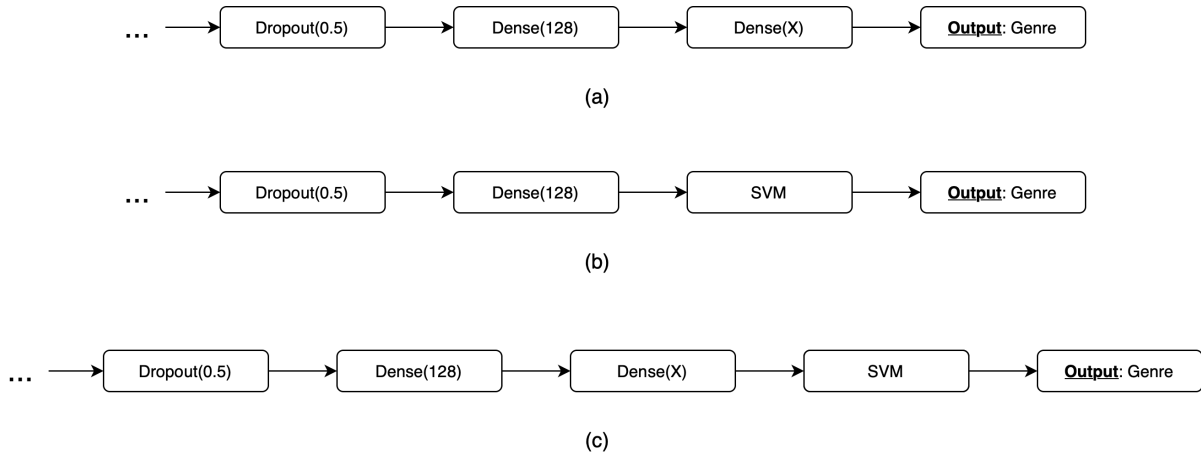 ... Dropout(0.5) Dense(128) Dense(X) Output: Genre
(a)
... Dropout(0.5) Dense(128) SVM Output: Genre
(b)
... Dropout(0.5) Dense(128) Dense(X) SVM Output: Genre
(c)